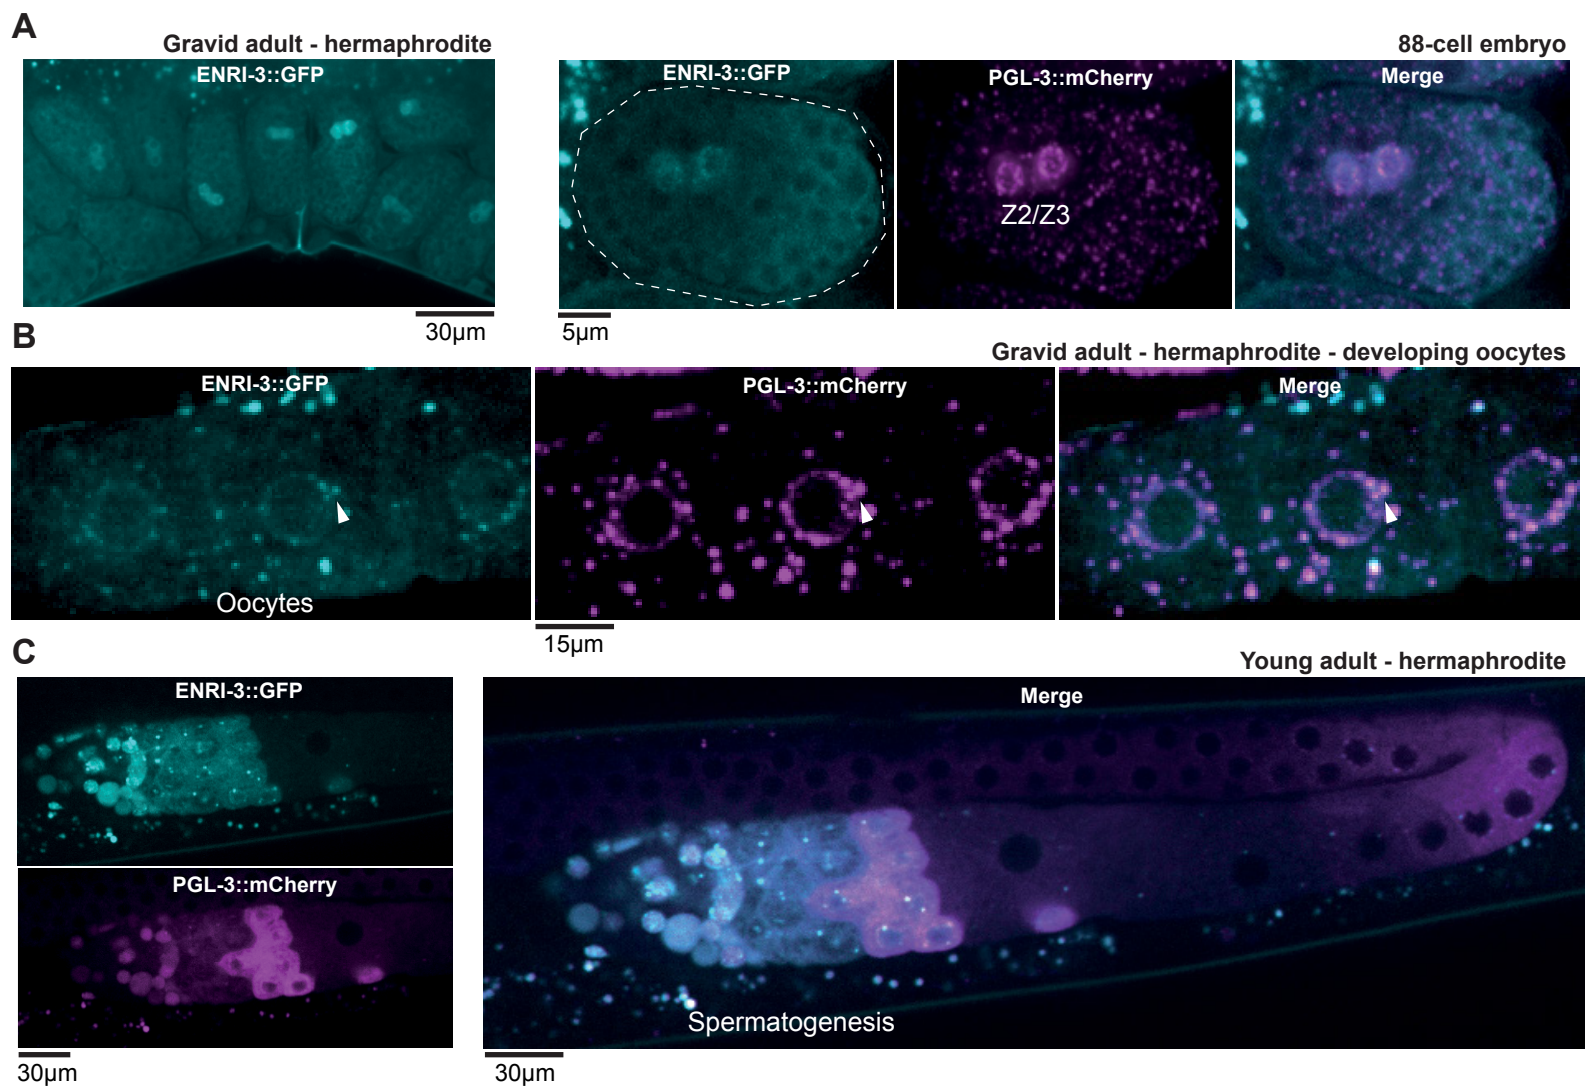 A
Gravid adult - hermaphrodite
88-cell embryo
ENRI-3::GFP
ENRI-3::GFP
PGL-3::mCherry
Merge
Z2/Z3
30µm
5µm
B
Gravid adult - hermaphrodite - developing oocytes
ENRI-3::GFP
PGL-3::mCherry
Merge
Oocytes
15µm
C
Young adult - hermaphrodite
ENRI-3::GFP
Merge
PGL-3::mCherry
Spermatogenesis
30µm
30µm